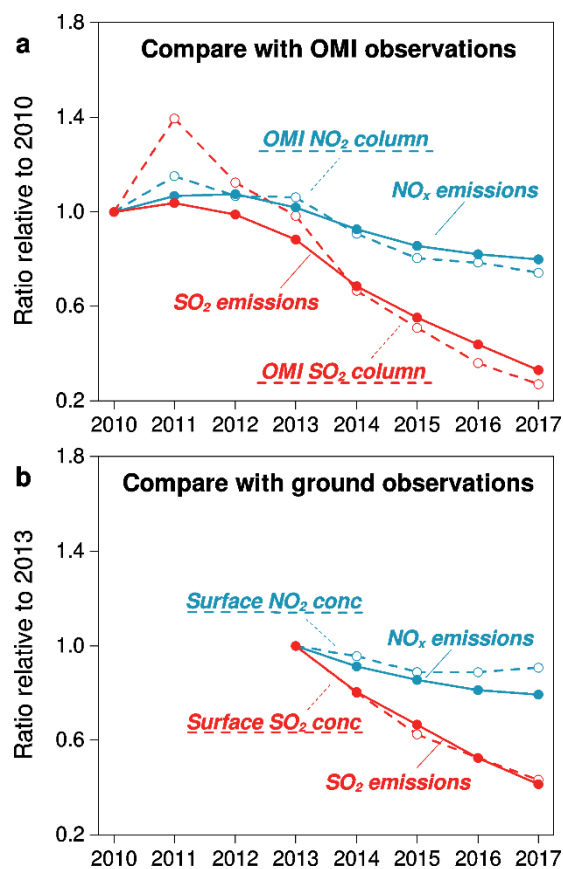 a
Compare with OMI observations
Ratio relative to 2010
1.8
1.4
1.0
0.6
0.2
OMI NO₂ column
NOₓ emissions
SO₂ emissions
OMI SO₂ column
2010 2011 2012 2013 2014 2015 2016 2017
b
Compare with ground observations
Ratio relative to 2013
1.8
1.4
1.0
0.6
0.2
Surface NO₂ conc
NOₓ emissions
Surface SO₂ conc
SO₂ emissions
2010 2011 2012 2013 2014 2015 2016 2017